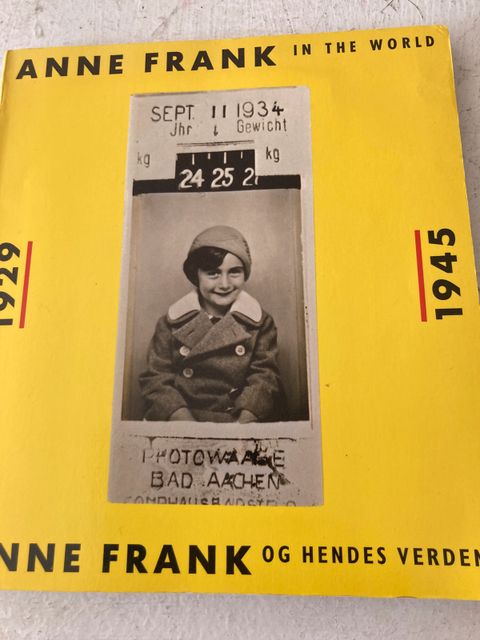 ANNE FRANK IN THE WORLD
SEPT. 11 1934
Jhr ↓ Gewicht
kg kg
24 25 2
1929
1945
PHOTOWAAGE
BAD AACHEN
NNE FRANK OG HENDES VERDEN